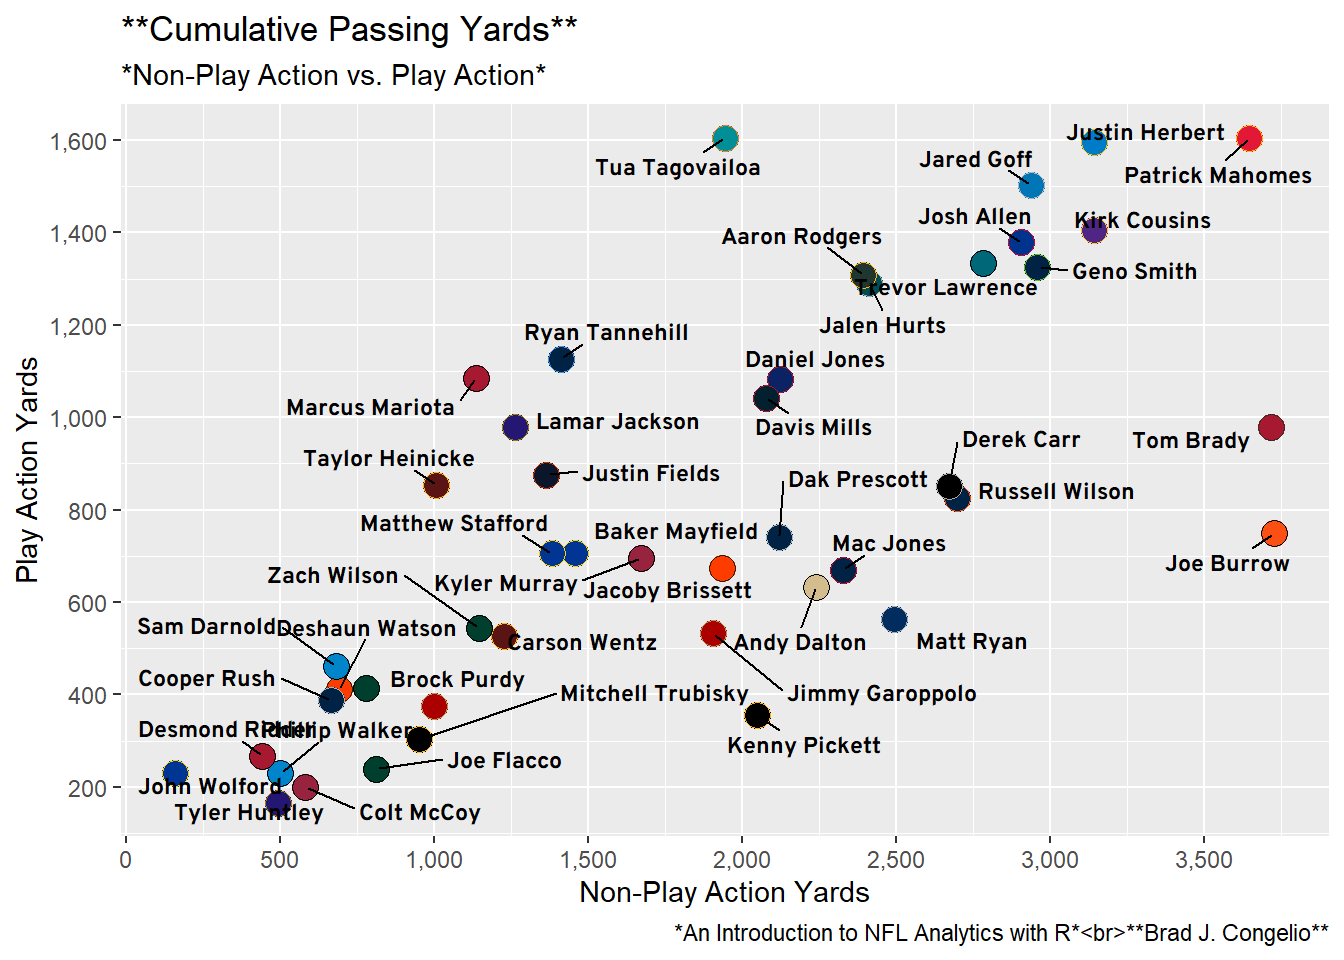 **Cumulative Passing Yards**
*Non-Play Action vs. Play Action*
Play Action Yards
1,600
1,400
1,200
1,000
800
600
400
200
Justin Herbert
Jared Goff
Tua Tagovailoa
Patrick Mahomes
Josh Allen
Kirk Cousins
Aaron Rodgers
Geno Smith
Trevor Lawrence
Jalen Hurts
Ryan Tannehill
Daniel Jones
Marcus Mariota
Lamar Jackson
Davis Mills
Derek Carr
Tom Brady
Taylor Heinicke
Justin Fields
Dak Prescott
Russell Wilson
Matthew Stafford
Baker Mayfield
Mac Jones
Joe Burrow
Zach Wilson
Kyler Murray
Jacoby Brissett
Sam Darnold
Deshaun Watson
Carson Wentz
Andy Dalton
Matt Ryan
Cooper Rush
Brock Purdy
Mitchell Trubisky
Jimmy Garoppolo
Desmond Ridder
Phillip Walker
Kenny Pickett
Joe Flacco
John Wolford
Tyler Huntley
Colt McCoy
0
500
1,000
1,500
2,000
2,500
3,000
3,500
Non-Play Action Yards
*An Introduction to NFL Analytics with R*<br>**Brad J. Congelio**